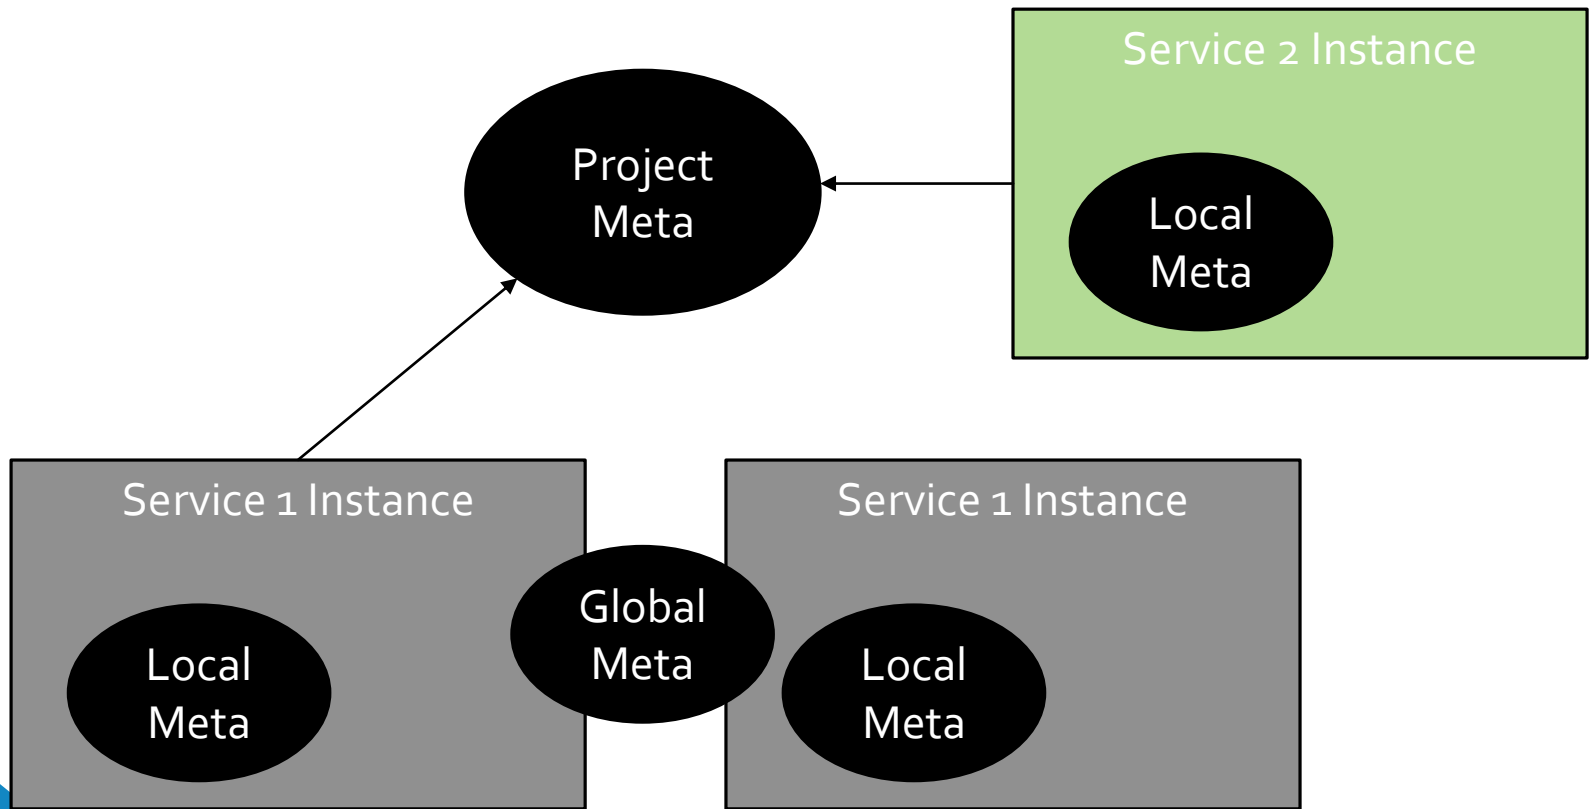 Service 2 Instance
Project
Meta
Local
Meta
Service 1 Instance
Service 1 Instance
Global
Meta
Local
Meta
Local
Meta